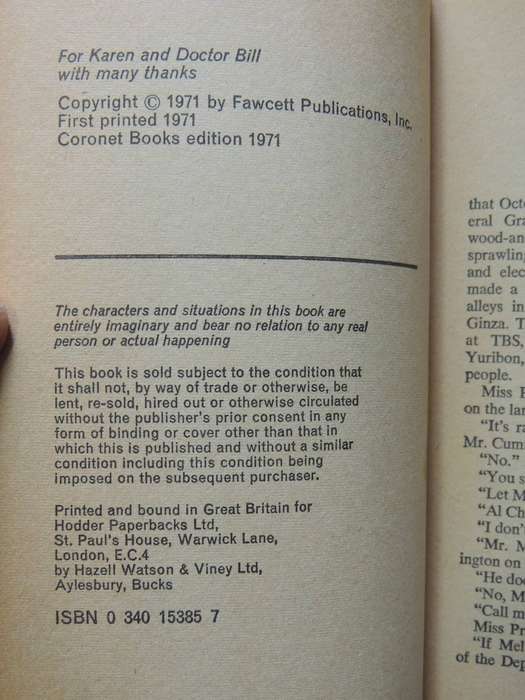 For Karen and Doctor Bill
with many thanks
Copyright © 1971 by Fawcett Publications, Inc.
First printed 1971
Coronet Books edition 1971
The characters and situations in this book are
entirely imaginary and bear no relation to any real
person or actual happening
This book is sold subject to the condition that
it shall not, by way of trade or otherwise, be
lent, re-sold, hired out or otherwise circulated
without the publisher's prior consent in any
form of binding or cover other than that in
which this is published and without a similar
condition including this condition being
imposed on the subsequent purchaser.
Printed and bound in Great Britain for
Hodder Paperbacks Ltd,
St. Paul's House, Warwick Lane,
London, E.C.4
by Hazell Watson & Viney Ltd,
Aylesbury, Bucks
ISBN 0 340 15385 7
that Oct
eral Gra
wood-an
sprawling
and elec
made a
alleys in
Ginza. T
at TBS,
Yuribon,
people.
Miss P
on the lar
"It's ra
Mr. Cum
"No."
"You s
"Let M
"Al Ch
"I don'
"Mr. M
ington on
"He doe
"No, M
"Call m
Miss Pr
"If Mel
of the Dep